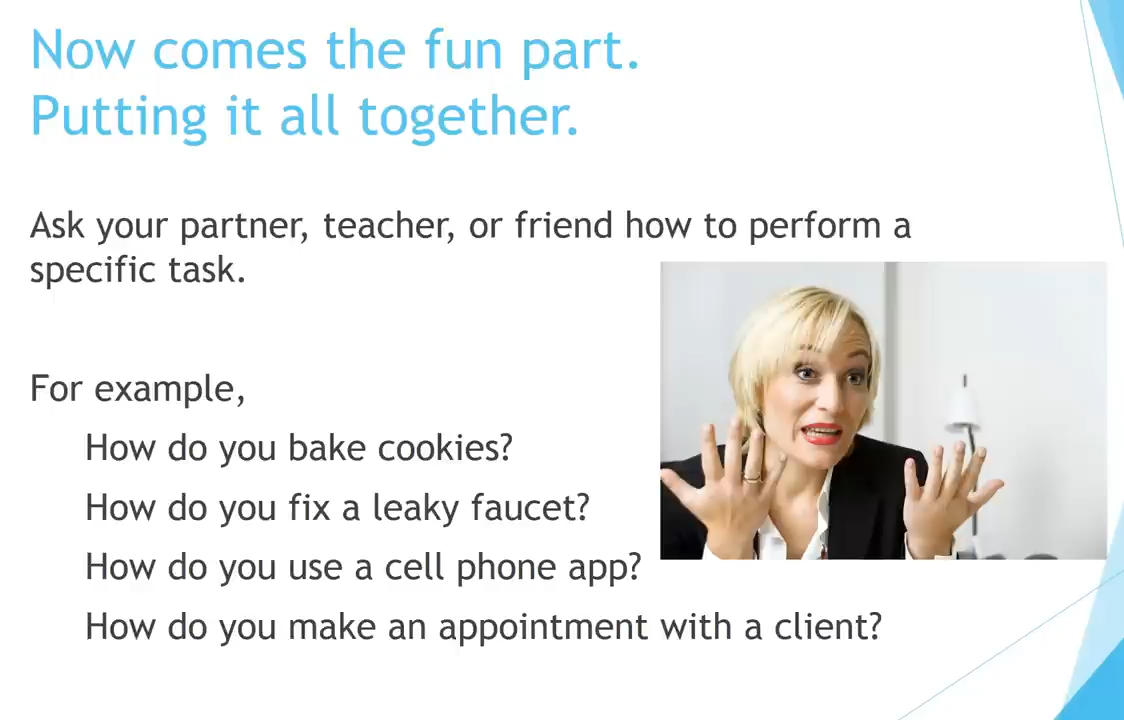 Now comes the fun part.
Putting it all together.
Ask your partner, teacher, or friend how to perform a
specific task.
For example,
How do you bake cookies?
How do you fix a leaky faucet?
How do you use a cell phone app?
How do you make an appointment with a client?